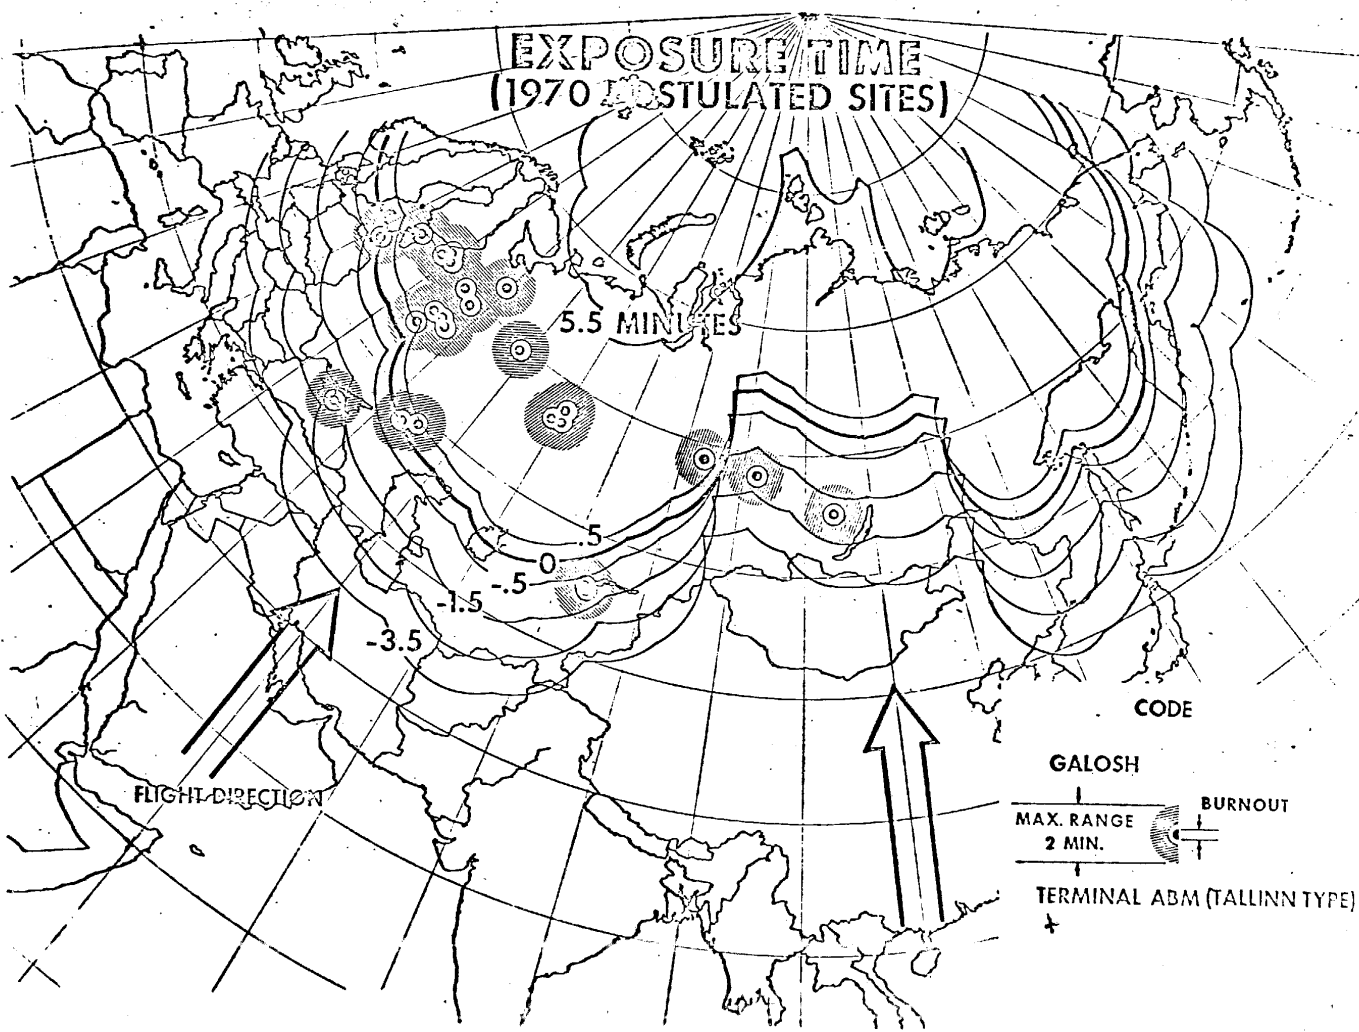 EXPOSURE TIME
(1970 POSTULATED SITES)
5.5 MINUTES
.5
0
-.5
-1.5
-3.5
FLIGHT DIRECTION
CODE
GALOSH
BURNOUT
MAX. RANGE
2 MIN.
TERMINAL ABM (TALLINN TYPE)